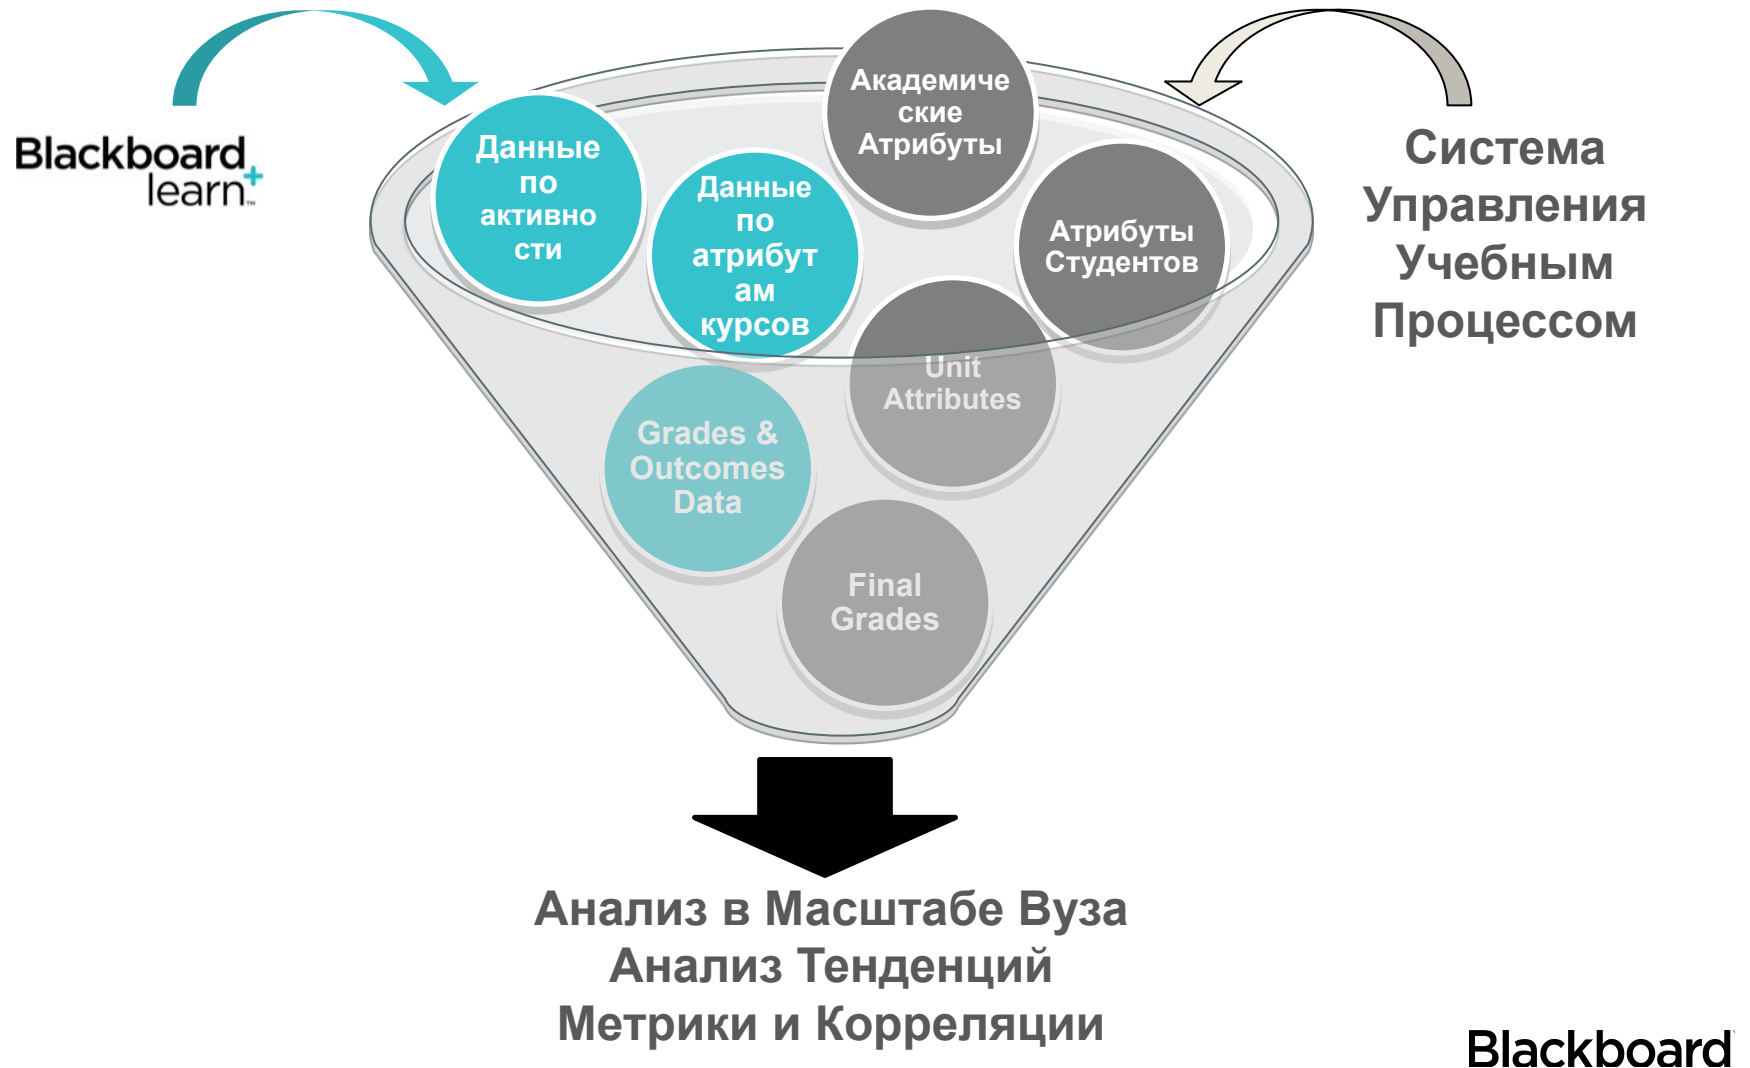 Blackboard
learn+
™
Данные
по
активно
сти
Данные
по
атрибут
ам
курсов
Академиче
ские
Атрибуты
Атрибуты
Студентов
Unit
Attributes
Grades &
Outcomes
Data
Final
Grades
Система
Управления
Учебным
Процессом
Анализ в Масштабе Вуза
Анализ Тенденций
Метрики и Корреляции
Blackboard